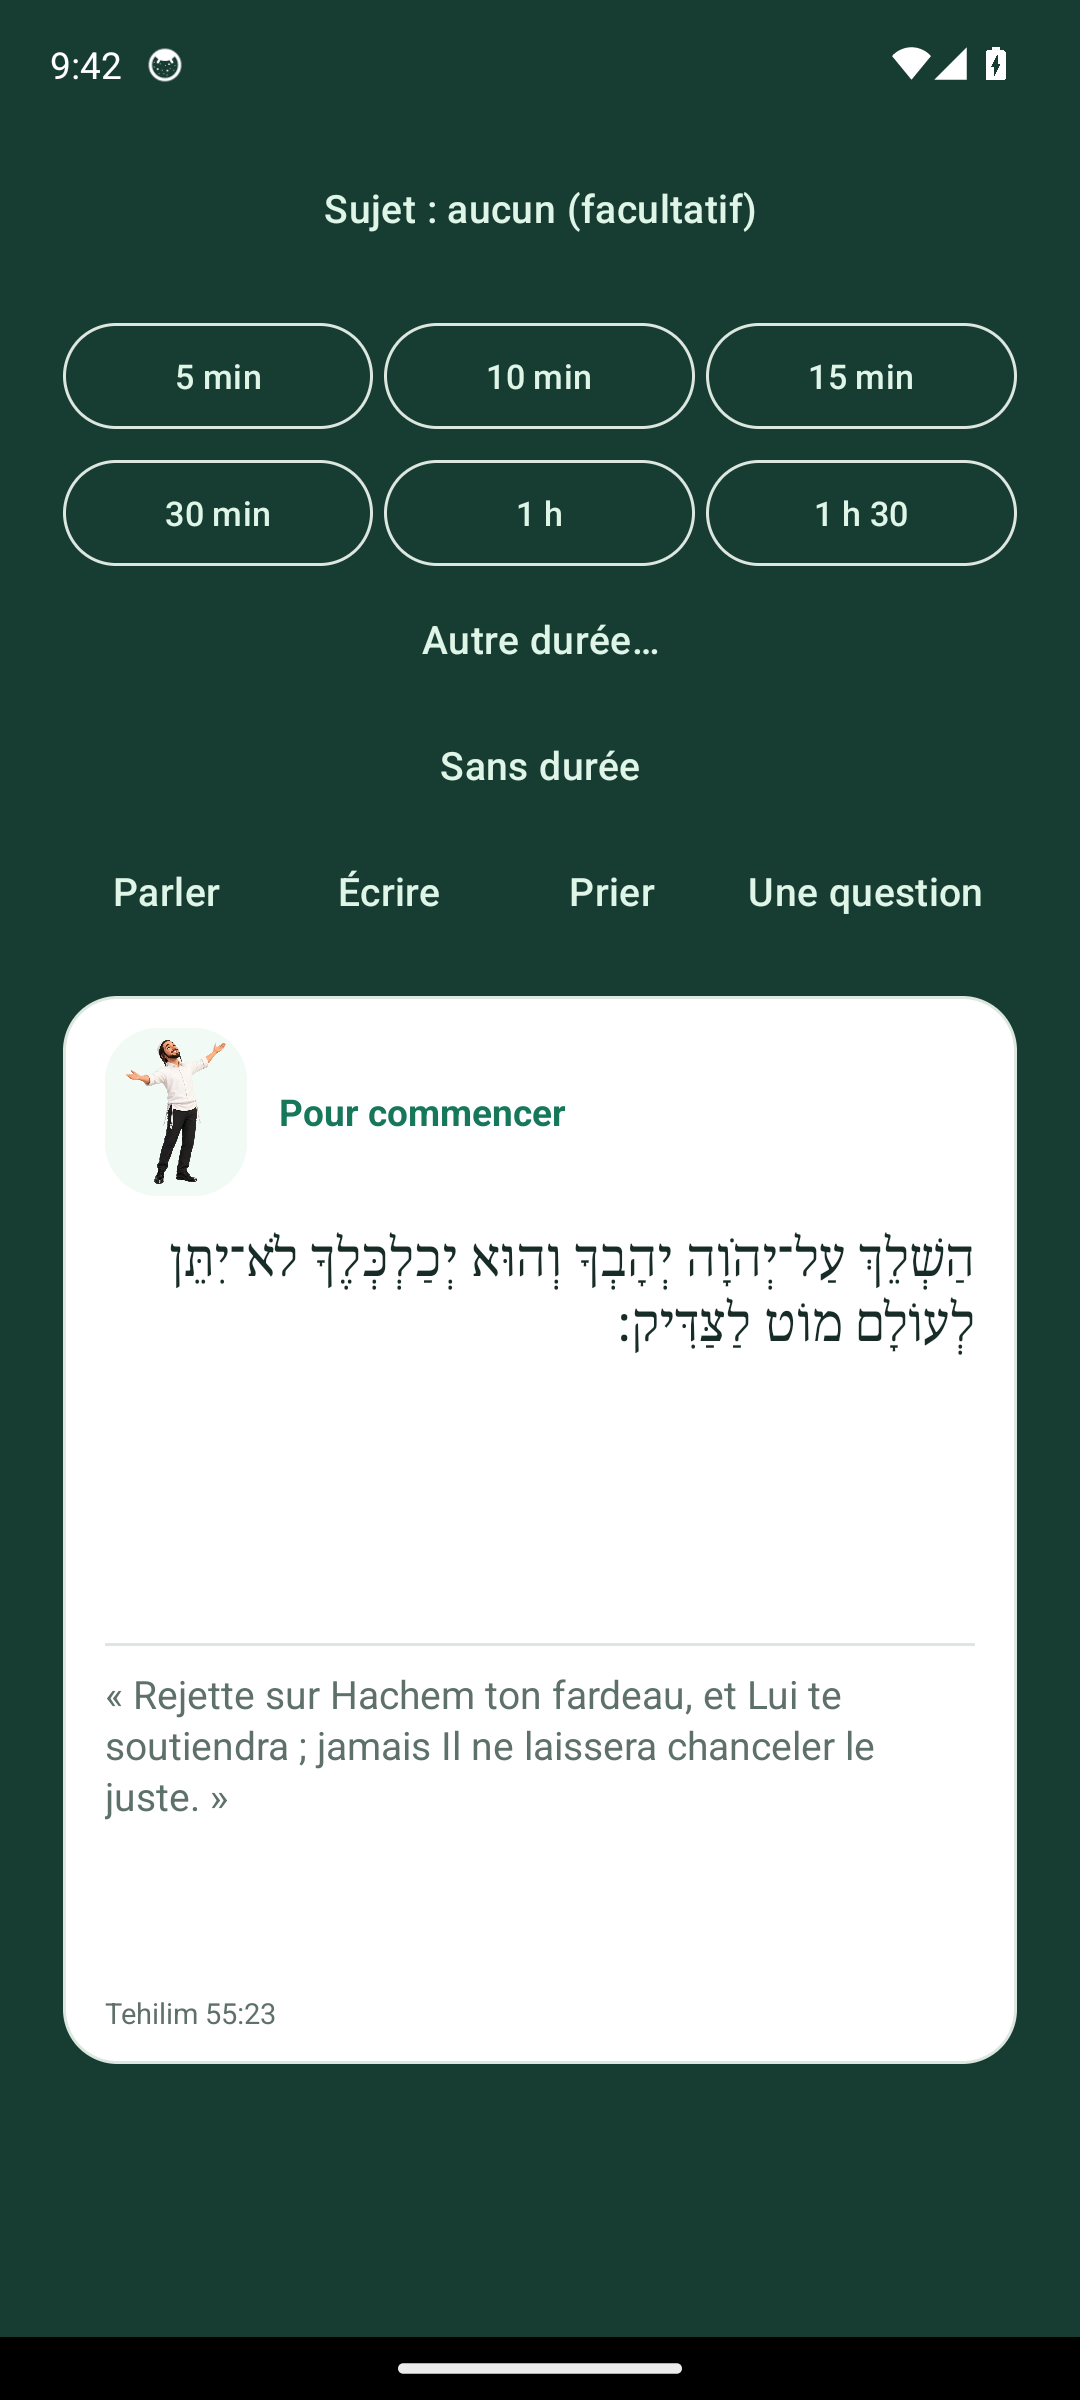 9:42
Sujet : aucun (facultatif)
5 min
10 min
15 min
30 min
1 h
1 h 30
Autre durée…
Sans durée
Parler
Écrire
Prier
Une question
Pour commencer
הַשְׁלֵךְ עַל־יְהֹוָה יְהָבְךָ וְהוּא יְכַלְכְּלֶךָ לֹא־יִתֵּן
לְעוֹלָם מוֹט לַצַּדִּיק:
« Rejette sur Hachem ton fardeau, et Lui te
soutiendra ; jamais Il ne laissera chanceler le
juste. »
Tehilim 55:23